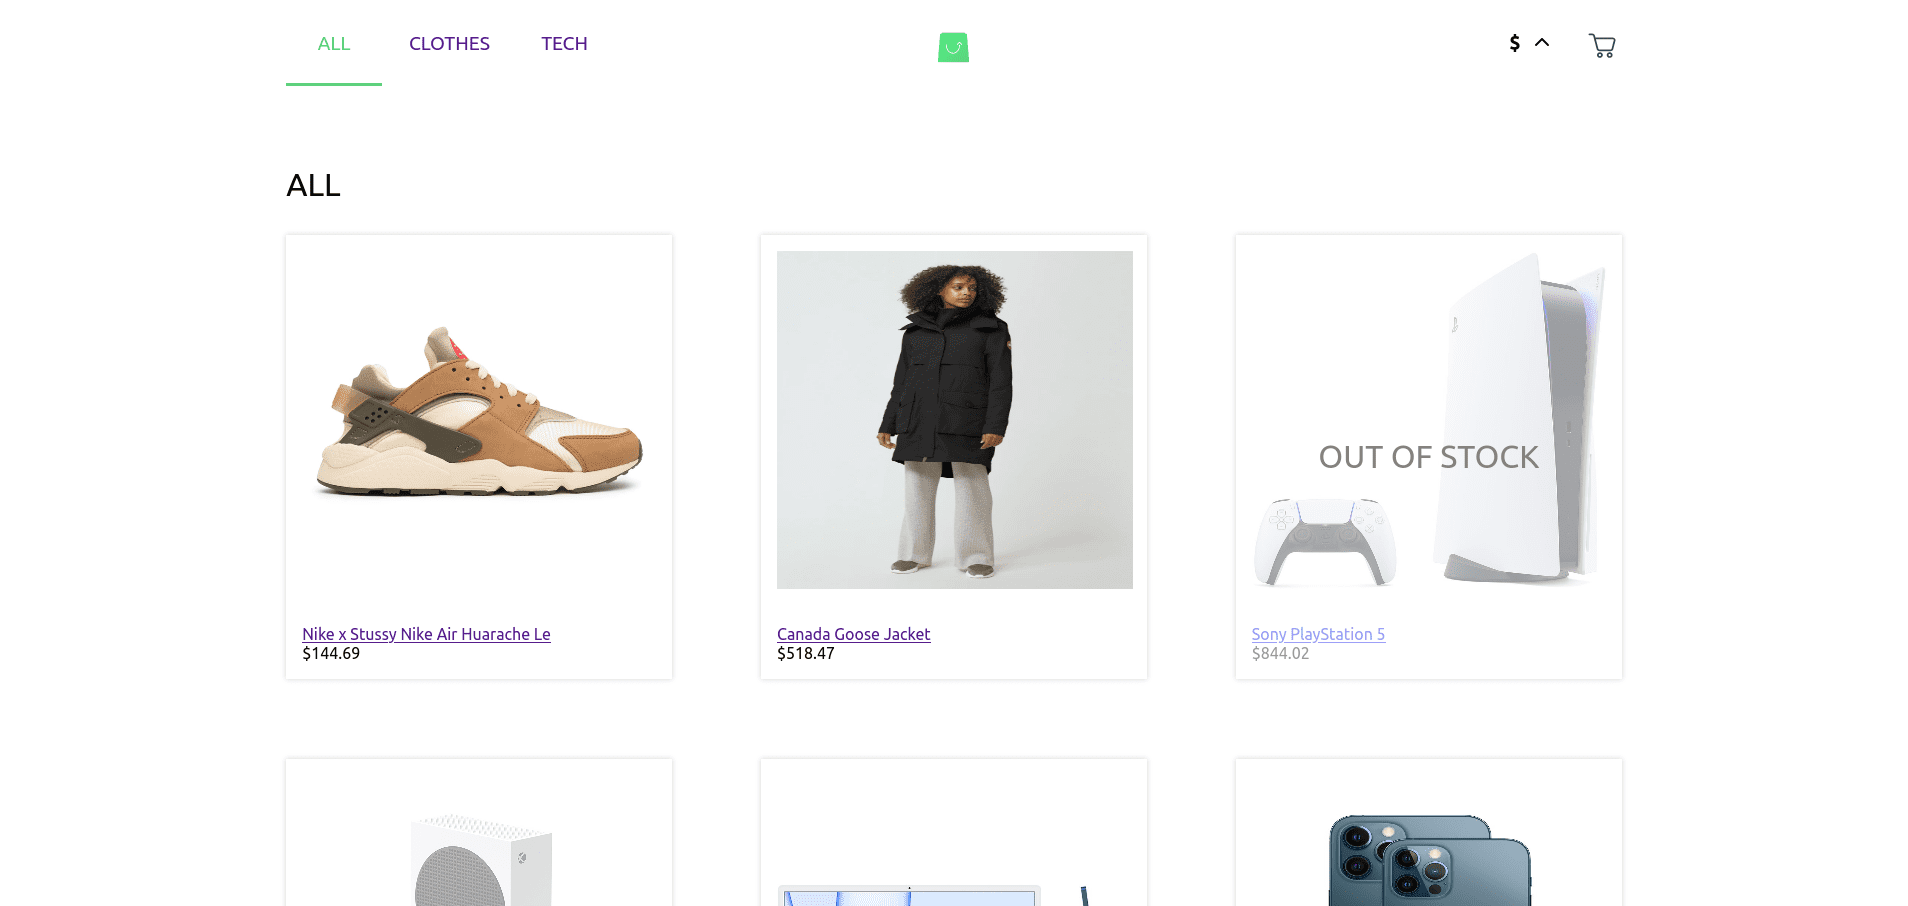 ALL
CLOTHES
TECH
$
ALL
OUT OF STOCK
Nike x Stussy Nike Air Huarache Le
$144.69
Canada Goose Jacket
$518.47
Sony PlayStation 5
$844.02